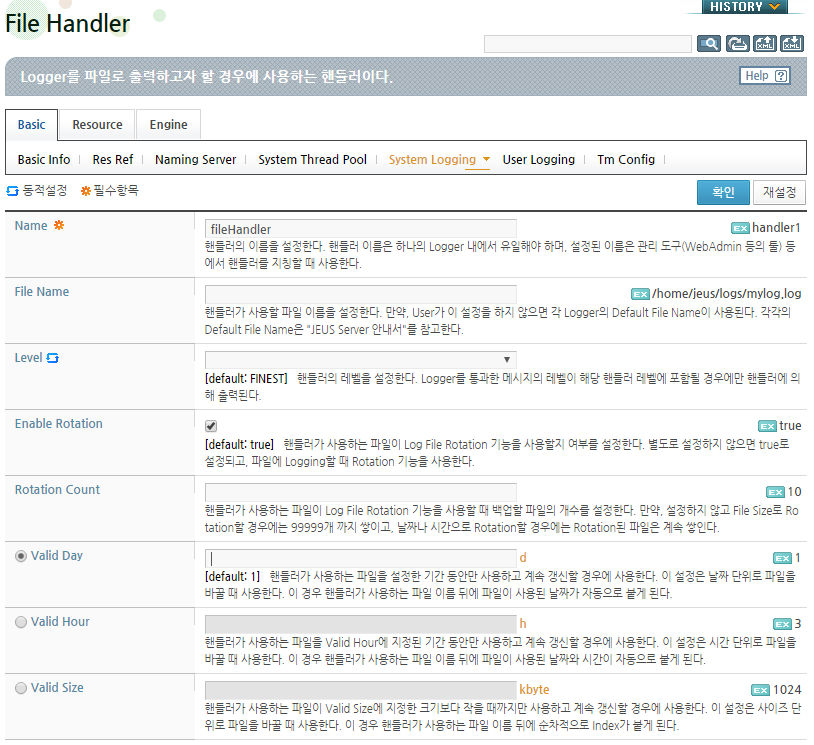 HISTORY
File Handler
Logger를 파일로 출력하고자 할 경우에 사용하는 핸들러이다.
Help ?
Basic Resource Engine
Basic Info Res Ref Naming Server System Thread Pool System Logging User Logging Tm Config
동적설정 필수항목 확인 재설정
Name fileHandler EX handler1
핸들러의 이름을 설정한다. 핸들러 이름은 하나의 Logger 내에서 유일해야 하며, 설정된 이름은 관리 도구(WebAdmin 등의 툴) 등
에서 핸들러를 지칭할 때 사용한다.
File Name EX /home/jeus/logs/mylog.log
핸들러가 사용할 파일 이름을 설정한다. 만약, User가 이 설정을 하지 않으면 각 Logger의 Default File Name이 사용된다. 각각의
Default File Name은 "JEUS Server 안내서"를 참고한다.
Level
[default: FINEST] 핸들러의 레벨을 설정한다. Logger를 통과한 메시지의 레벨이 해당 핸들러 레벨에 포함될 경우에만 핸들러에 의
해 출력된다.
Enable Rotation EX true
[default: true] 핸들러가 사용하는 파일이 Log File Rotation 기능을 사용할지 여부를 설정한다. 별도로 설정하지 않으면 true로
설정되고, 파일에 Logging할 때 Rotation 기능을 사용한다.
Rotation Count EX 10
핸들러가 사용하는 파일이 Log File Rotation 기능을 사용할 때 백업할 파일의 개수를 설정한다. 만약, 설정하지 않고 File Size로 Ro
tation할 경우에는 99999개 까지 쌓이고, 날짜나 시간으로 Rotation할 경우에는 Rotation된 파일은 계속 쌓인다.
Valid Day d EX 1
[default: 1] 핸들러가 사용하는 파일을 설정한 기간 동안만 사용하고 계속 갱신할 경우에 사용한다. 이 설정은 날짜 단위로 파일을
바꿀 때 사용한다. 이 경우 핸들러가 사용하는 파일 이름 뒤에 파일이 사용된 날짜가 자동으로 붙게 된다.
Valid Hour h EX 3
핸들러가 사용하는 파일을 Valid Hour에 지정된 기간 동안만 사용하고 계속 갱신할 경우에 사용한다. 이 설정은 시간 단위로 파일을
바꿀 때 사용한다. 이 경우 핸들러가 사용하는 파일 이름 뒤에 파일이 사용된 날짜와 시간이 자동으로 붙게 된다.
Valid Size kbyte EX 1024
핸들러가 사용하는 파일이 Valid Size에 지정한 크기보다 작을 때까지만 사용하고 계속 갱신할 경우에 사용한다. 이 설정은 사이즈 단
위로 파일을 바꿀 때 사용한다. 이 경우 핸들러가 사용하는 파일 이름 뒤에 순차적으로 Index가 붙게 된다.